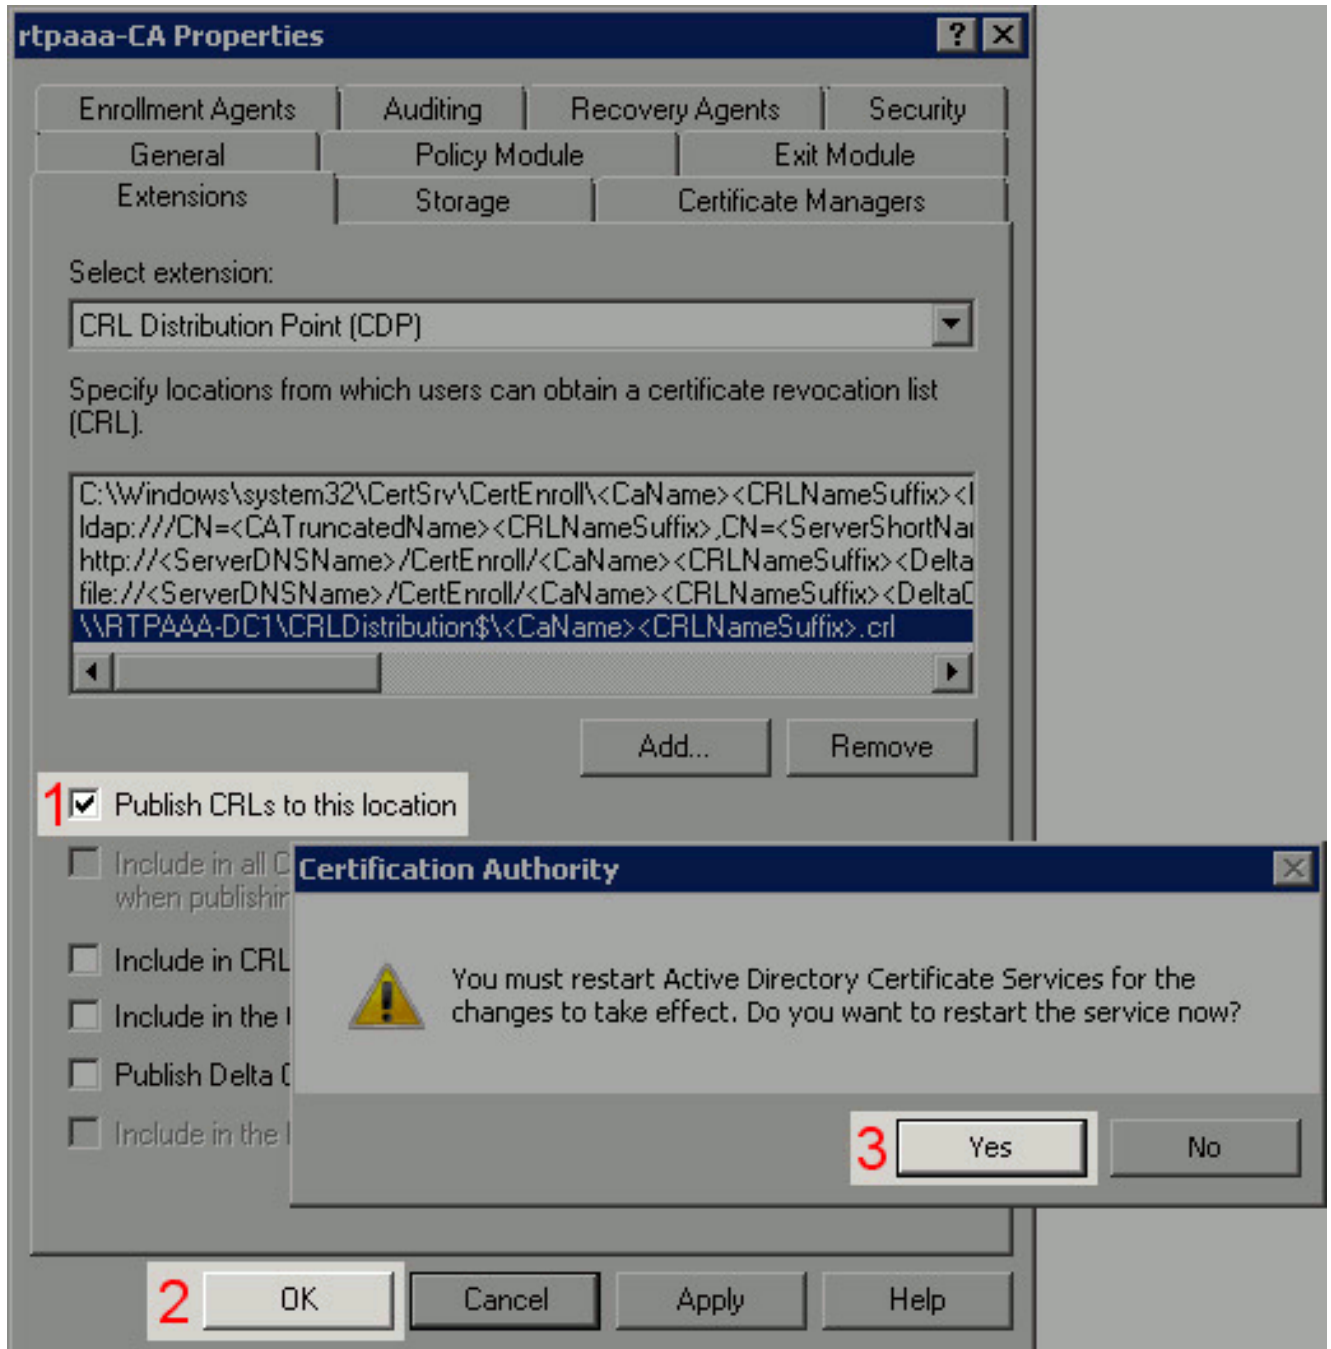 rtpaaa-CA Properties
Enrollment Agents Auditing Recovery Agents Security
General Policy Module Exit Module
Extensions Storage Certificate Managers
Select extension:
CRL Distribution Point (CDP)
Specify locations from which users can obtain a certificate revocation list
(CRL).
C:\Windows\system32\CertSrv\CertEnroll\<CaName><CRLNameSuffix><
ldap:///CN=<CATruncatedName><CRLNameSuffix>,CN=<ServerShortNa
http://<ServerDNSName>/CertEnroll/<CaName><CRLNameSuffix><Delta
file://<ServerDNSName>/CertEnroll/<CaName><CRLNameSuffix><DeltaC
\\RTPAAA-DC1\CRLDistribution$\<CaName><CRLNameSuffix>.crl
Add... Remove
1 Publish CRLs to this location
Include in all C
when publishin
Include in CRL
Include in the
Publish Delta C
Include in the I
Certification Authority
You must restart Active Directory Certificate Services for the
changes to take effect. Do you want to restart the service now?
3 Yes No
2 OK Cancel Apply Help